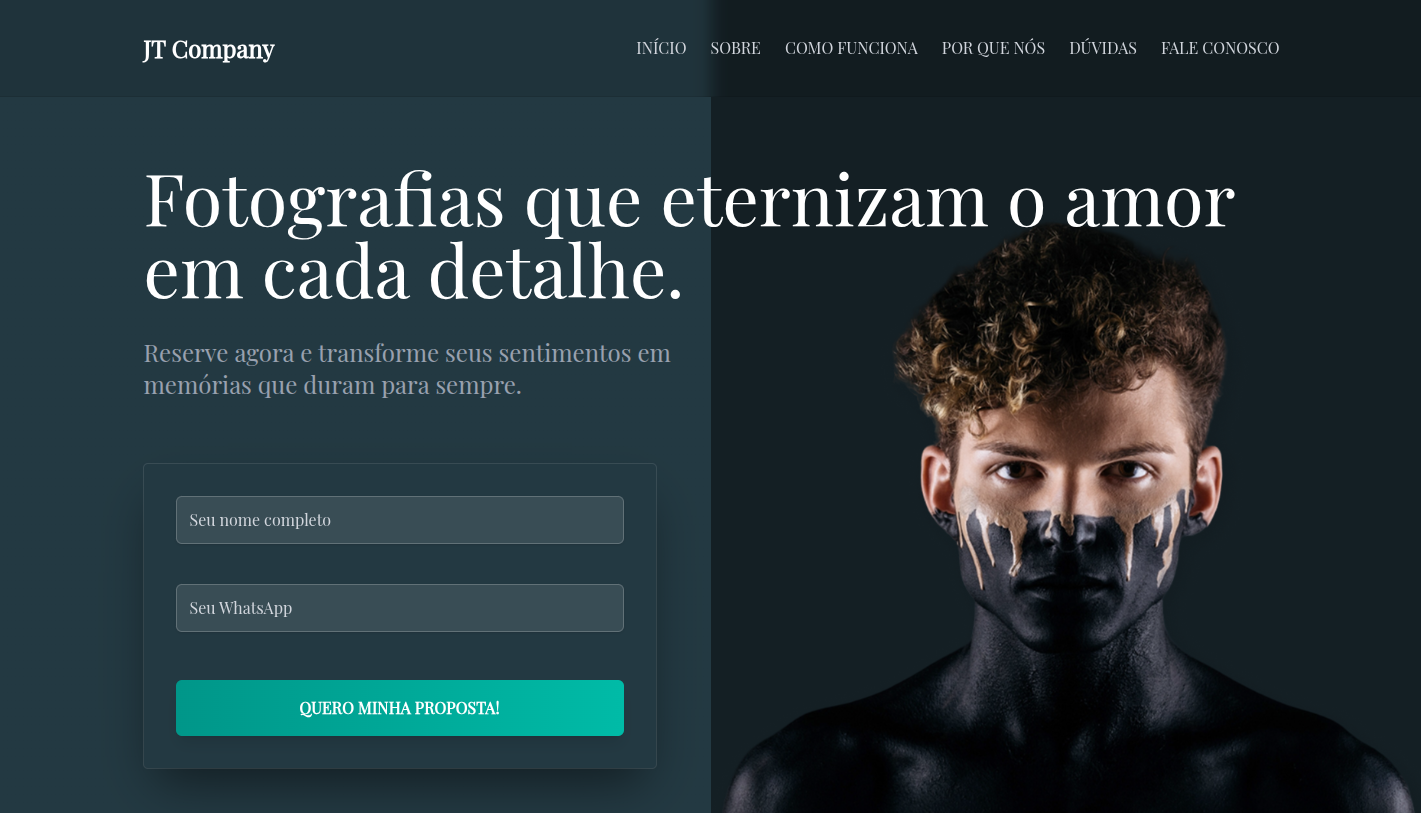 JT Company
INÍCIO SOBRE COMO FUNCIONA POR QUE NÓS DÚVIDAS FALE CONOSCO
Fotografias que eternizam o amor
em cada detalhe.
Reserve agora e transforme seus sentimentos em
memórias que duram para sempre.
Seu nome completo
Seu WhatsApp
QUERO MINHA PROPOSTA!